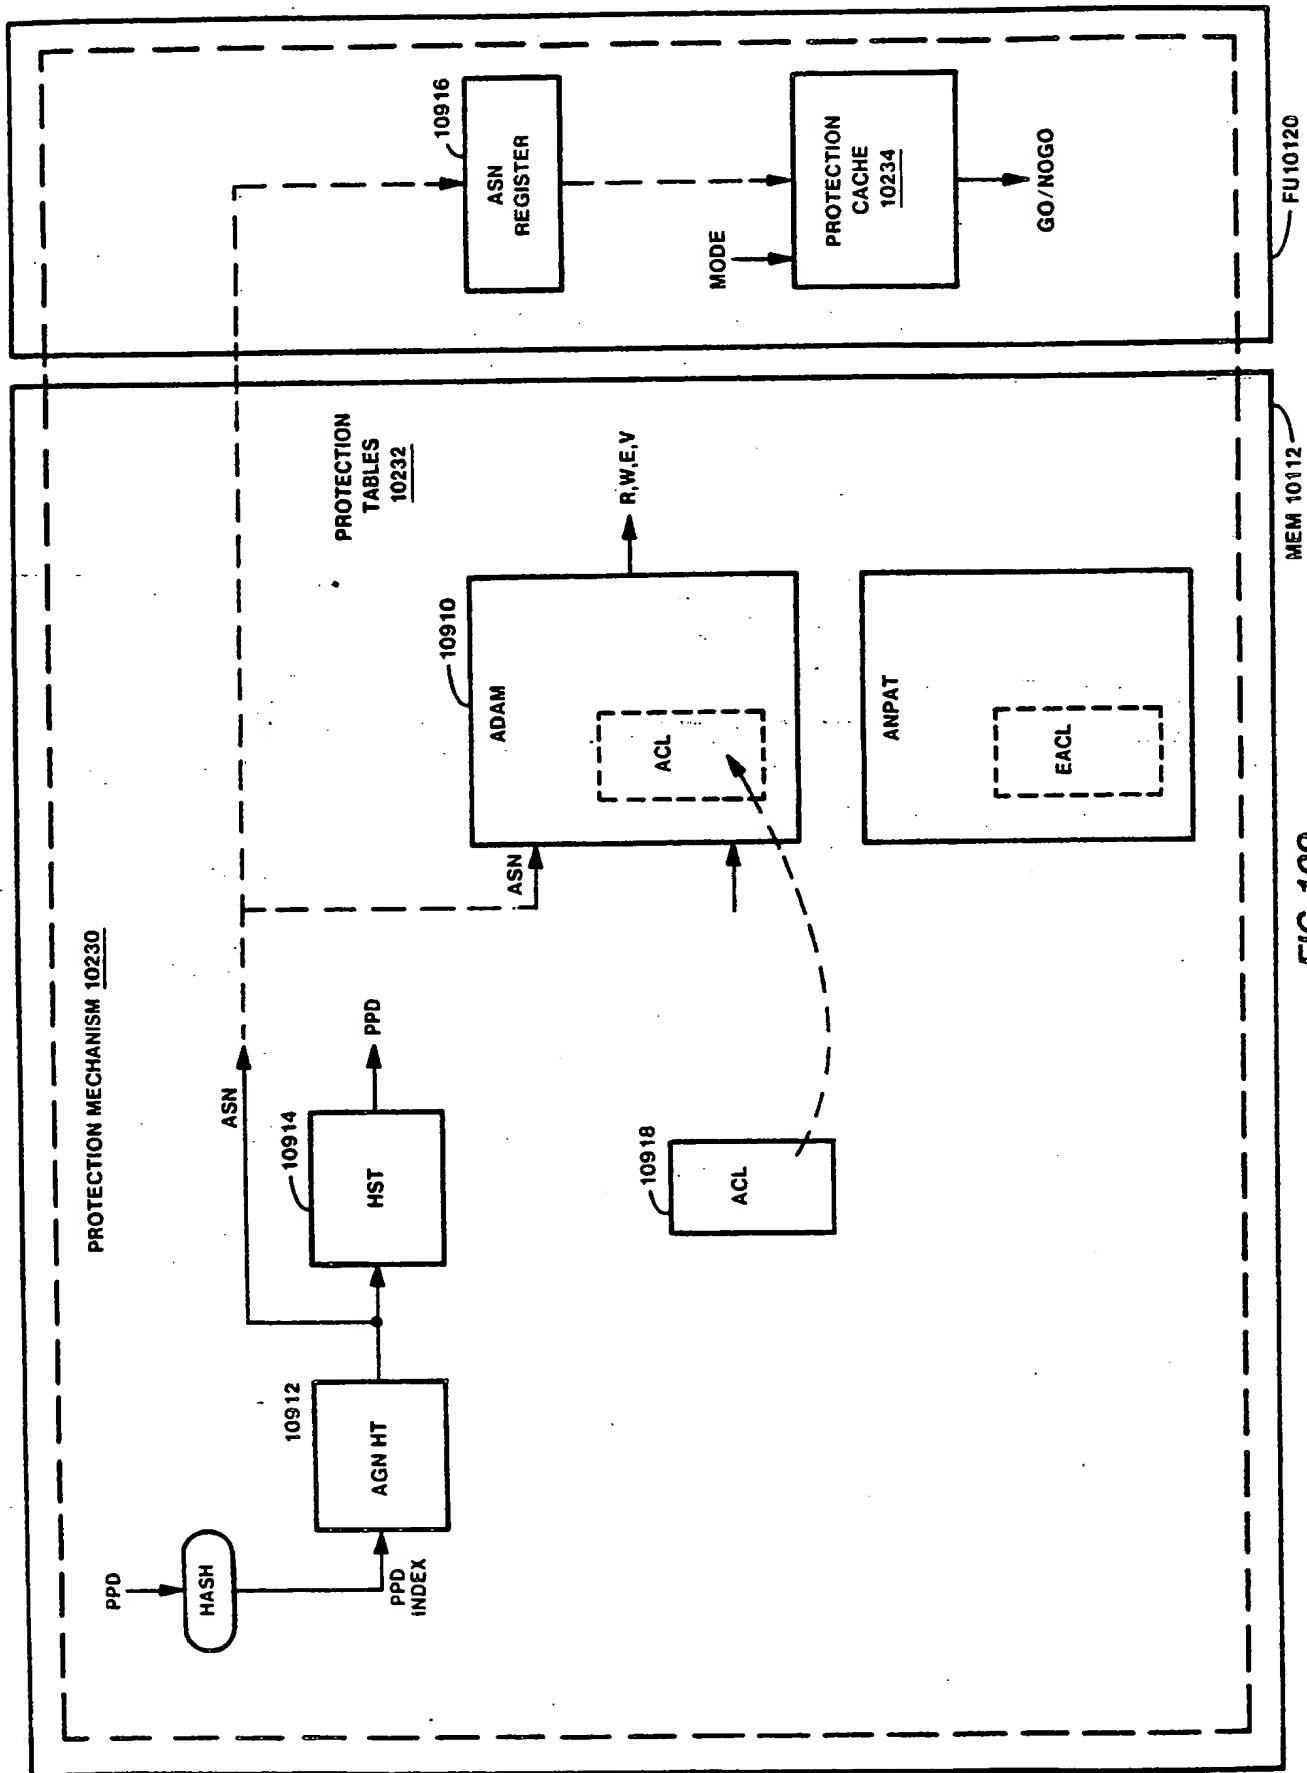 PROTECTION MECHANISM 10230
PPD
HASH
PPD
INDEX
AGN HT
10912
ASN
HST
10914
PPD
ACL
10918
ASN
ADAM
10910
ACL
R,W,E,V
ANPAT
EACL
PROTECTION
TABLES
10232
MEM 10112
ASN
REGISTER
10916
MODE
PROTECTION
CACHE
10234
GO/NOGO
FU10120